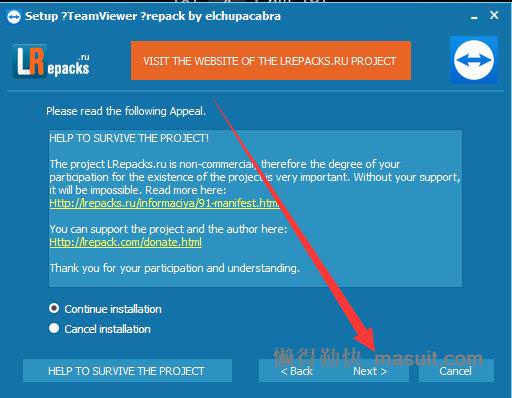 Setup ?TeamViewer ?repack by elchupacabra
LRepacks.ru
VISIT THE WEBSITE OF THE LREPACKS.RU PROJECT
Please read the following Appeal.
HELP TO SURVIVE THE PROJECT!
The project LRepacks.ru is non-commercial, therefore the degree of your
participation for the existence of the project is very important. Without your support,
it will be impossible. Read more here:
Http://lrepacks.ru/informaciya/91-manifest.html
You can support the project and the author here:
Http://lrepack.com/donate.html
Thank you for your participation and understanding.
Continue installation
Cancel installation
懒得勤快 masuit.com
HELP TO SURVIVE THE PROJECT
< Back
Next >
Cancel